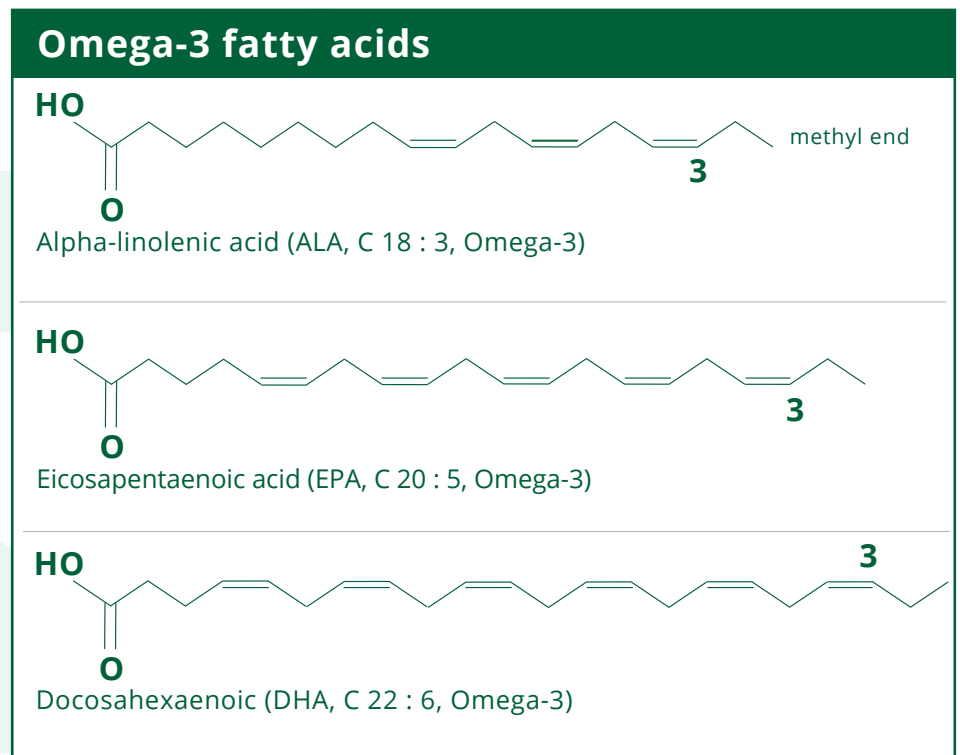 Omega-3 fatty acids
HO
methyl end
3
O
Alpha-linolenic acid (ALA, C 18 : 3, Omega-3)
HO
3
O
Eicosapentaenoic acid (EPA, C 20 : 5, Omega-3)
3
HO
O
Docosahexaenoic (DHA, C 22 : 6, Omega-3)